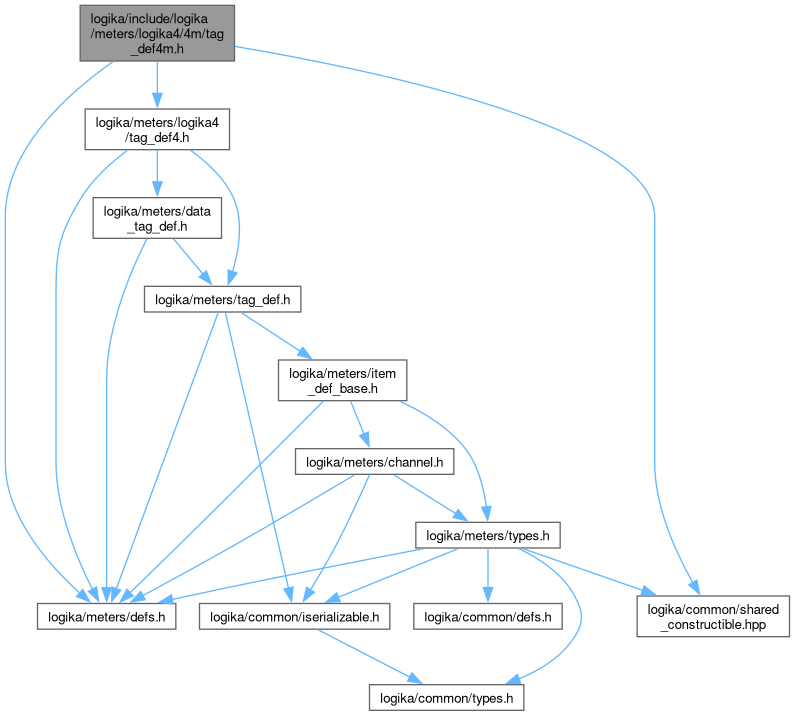 logika/include/logika
/meters/logika4/4m/tag
_def4m.h
logika/meters/logika4
/tag_def4.h
logika/meters/data
_tag_def.h
logika/meters/tag_def.h
logika/meters/item
_def_base.h
logika/meters/channel.h
logika/meters/types.h
logika/meters/defs.h
logika/common/iserializable.h
logika/common/defs.h
logika/common/shared
_constructible.hpp
logika/common/types.h